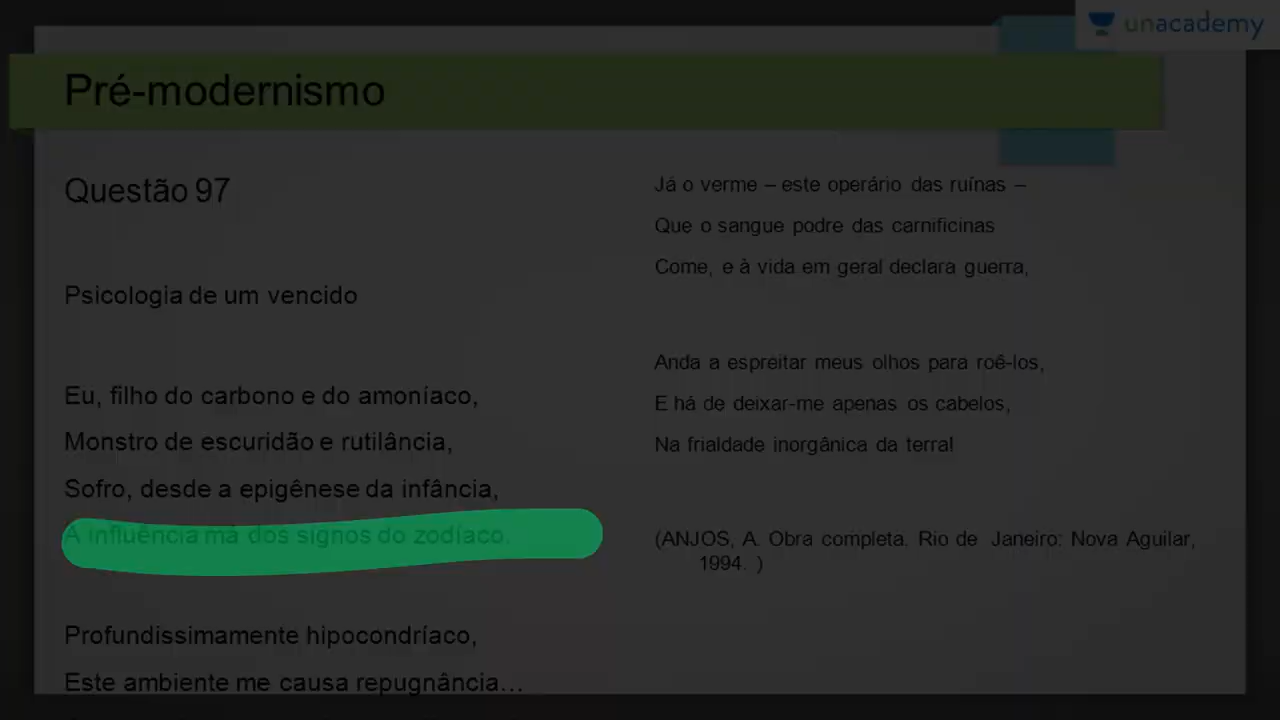 unacademy
Pré-modernismo
Questão 97
Psicologia de um vencido
Eu, filho do carbono e do amoníaco,
Monstro de escuridão e rutilância,
Sofro, desde a epigênese da infância,
A influência má dos signos do zodíaco.
Profundissimamente hipocondríaco,
Este ambiente me causa repugnância...
Já o verme – este operário das ruínas –
Que o sangue podre das carnificinas
Come, e à vida em geral declara guerra,
Anda a espreitar meus olhos para roê-los,
E há de deixar-me apenas os cabelos,
Na frialdade inorgânica da terral
(ANJOS, A. Obra completa. Rio de Janeiro: Nova Aguilar,
1994. )